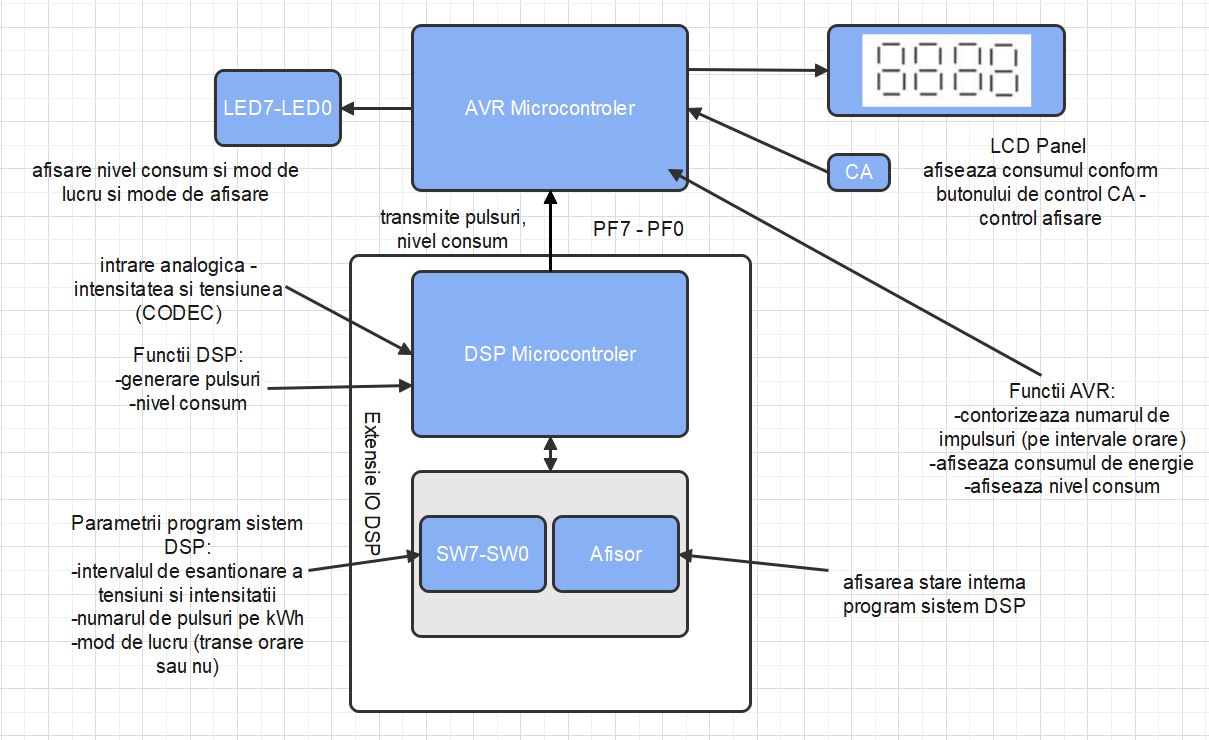 AVR Microcontroler
LED7-LED0
afisare nivel consum si mod de
lucru si mode de afisare
8888
LCD Panel
afiseaza consumul conform
butonului de control CA -
control afisare
CA
transmite pulsuri,
nivel consum
PF7 - PF0
intrare analogica -
intensitatea si tensiunea
(CODEC)
Functii DSP:
-generare pulsuri
-nivel consum
DSP Microcontroler
Extensie IO DSP
Functii AVR:
-contorizeaza numarul de
impulsuri (pe intervale orare)
-afiseaza consumul de energie
-afiseaza nivel consum
Parametrii program sistem
DSP:
-intervalul de esantionare a
tensiuni si intensitatii
-numarul de pulsuri pe kWh
-mod de lucru (transe orare
sau nu)
SW7-SW0
Afisor
afisarea stare interna
program sistem DSP